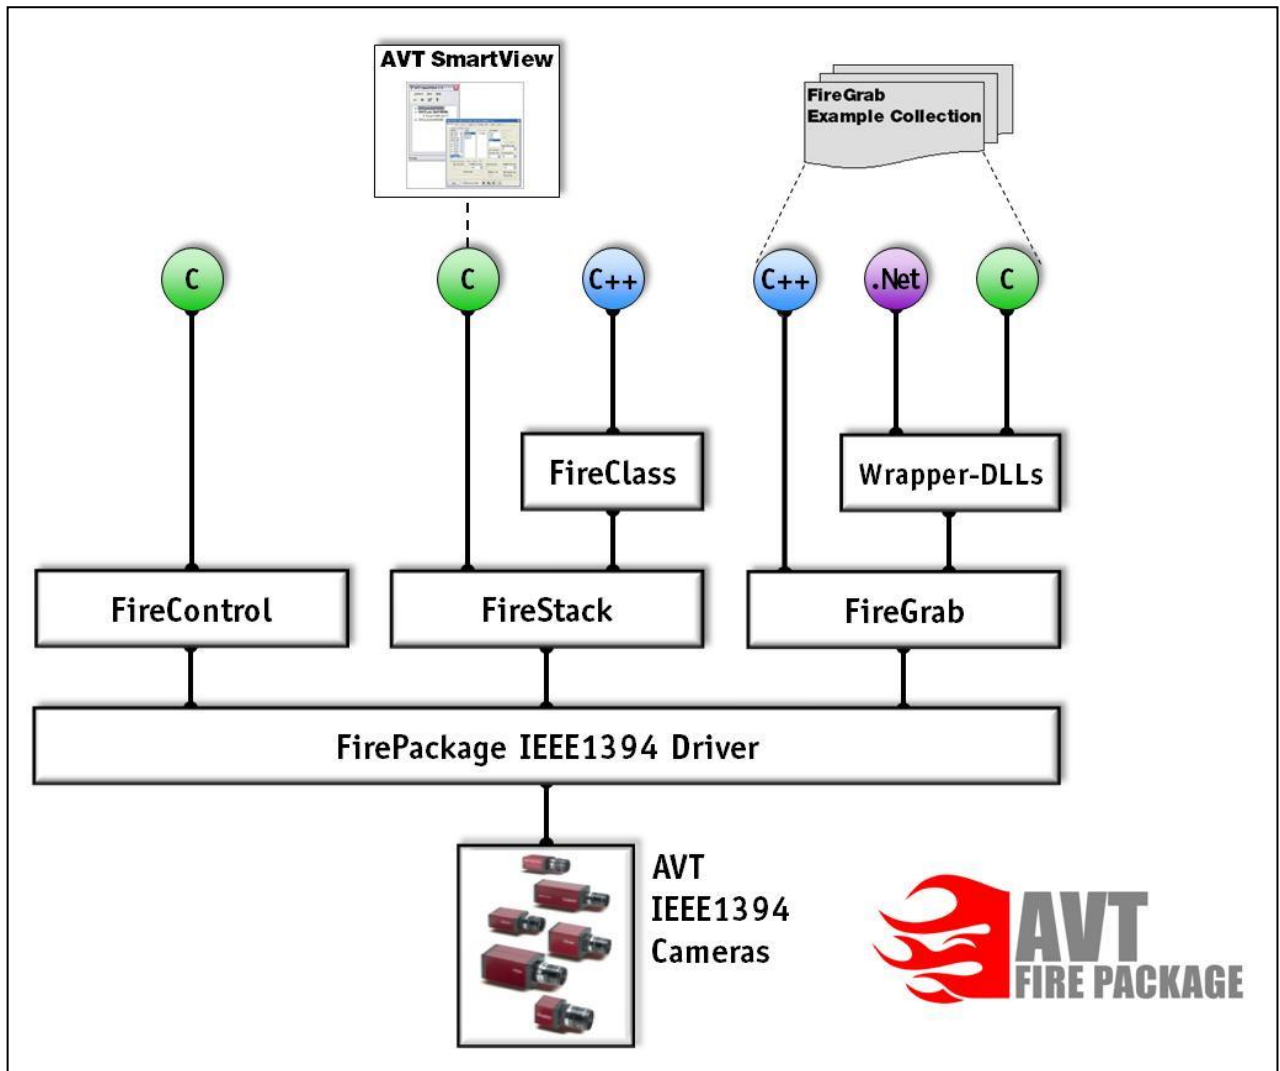 AVT SmartView
FireGrab
Example Collection
C
C
C++
C++
.Net
C
FireClass
Wrapper-DLLs
FireControl
FireStack
FireGrab
FirePackage IEEE1394 Driver
AVT
IEEE1394
Cameras
AVT
FIRE PACKAGE